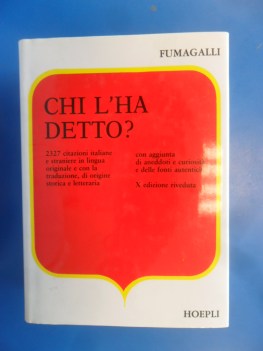 FUMAGALLI
CHI L'HA
DETTO?
2327 citazioni italiane
e straniere in lingua
originale e con la
traduzione, di origine
storica e letteraria
con aggiunta
di aneddoti e curiosità
e delle fonti autentiche
X edizione riveduta
HOEPLI